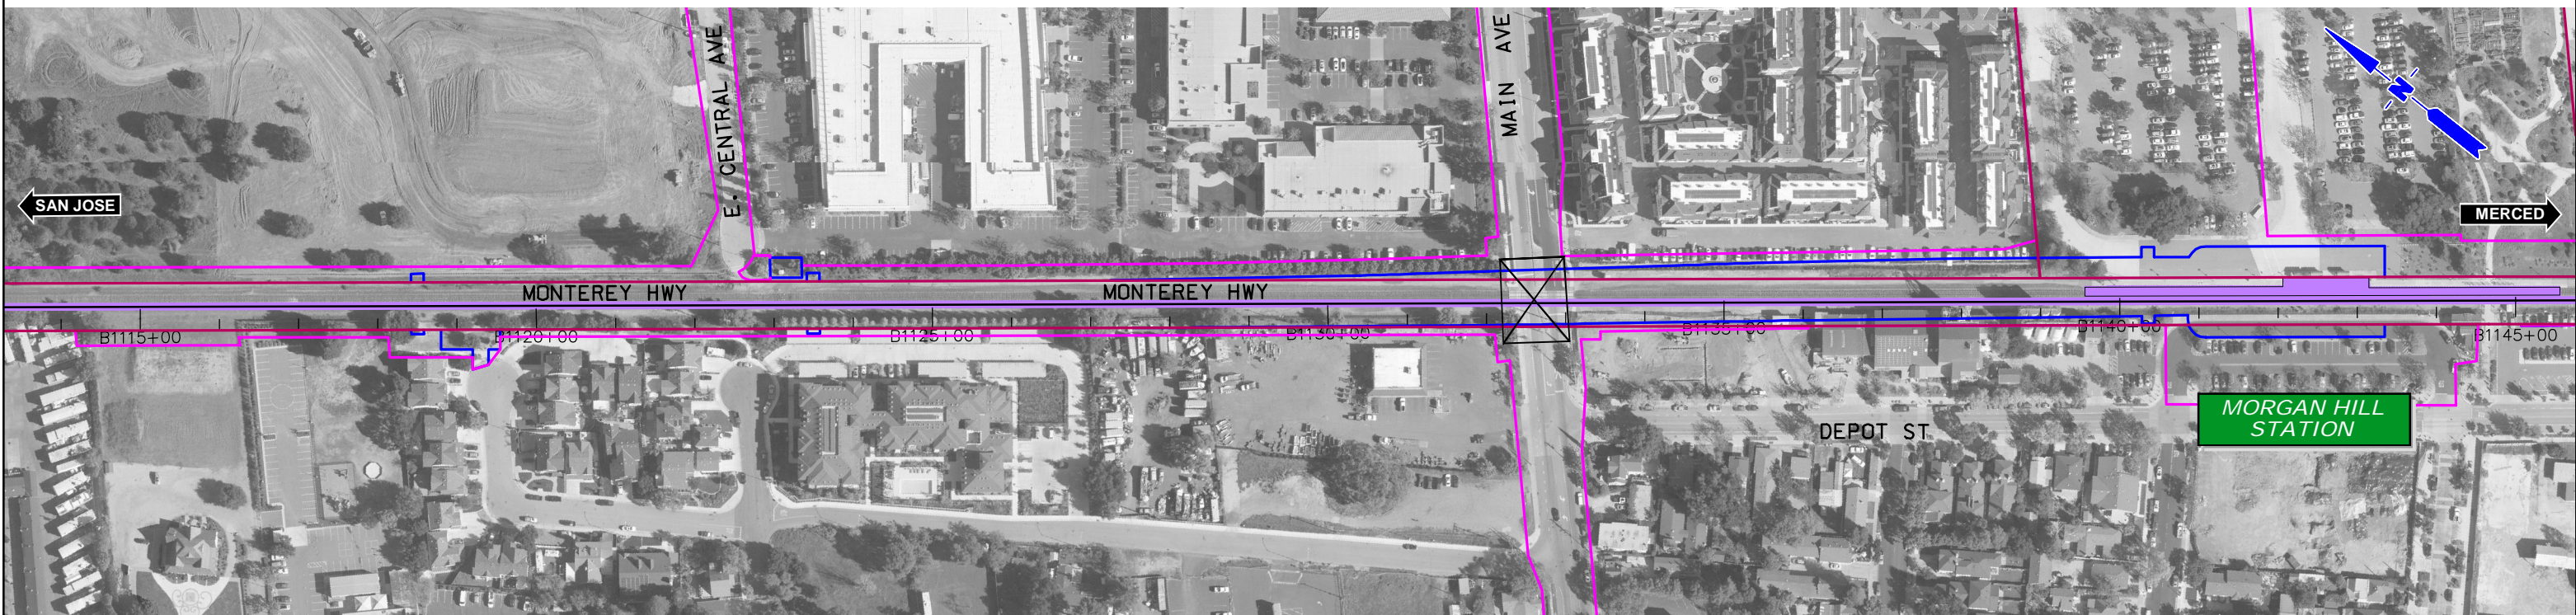 E. CENTRAL AVE
MAIN AVE
N
SAN JOSE
MERCED
MONTEREY HWY
MONTEREY HWY
B1115+00
B1120+00
B1125+00
B1130+00
B1135+00
B1140+00
B1145+00
MORGAN HILL
STATION
DEPOT ST